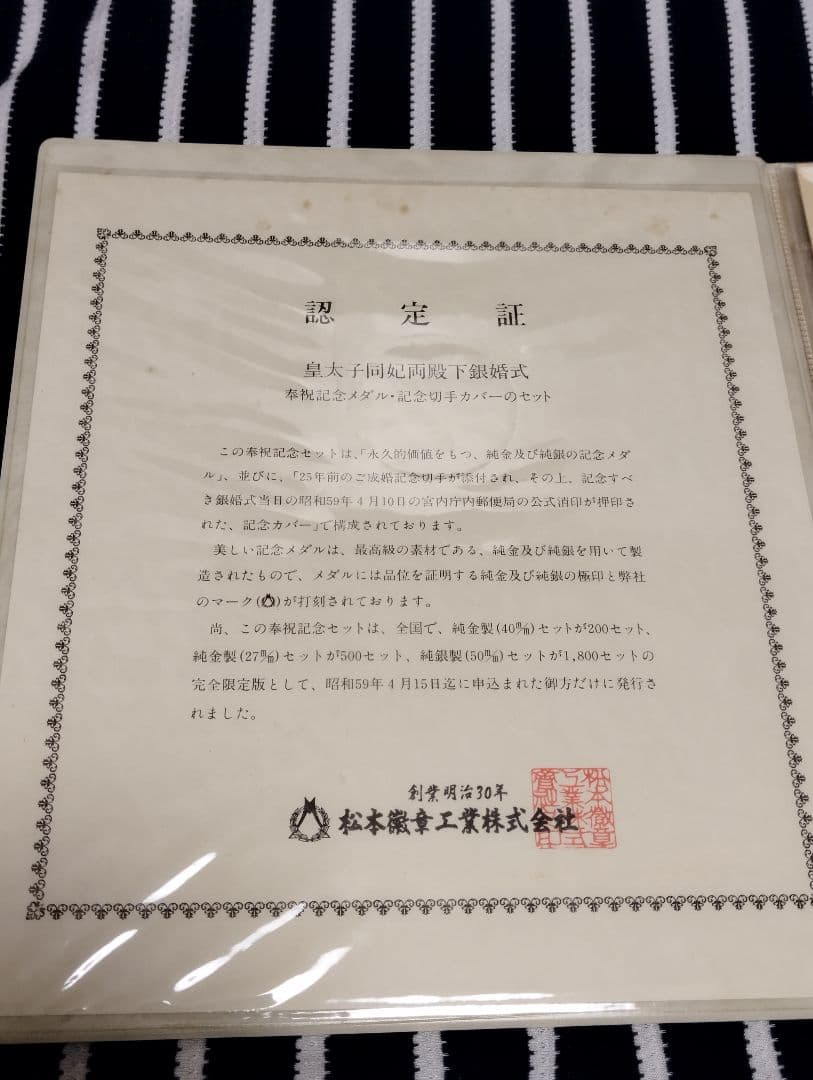 認定証
皇太子同妃両殿下銀婚式
奉祝記念メダル・記念切手カバーのセット
この奉祝記念セットは、「永久的価値をもつ、純金及び純銀の記念メダ
ル」、並びに、「25年前のご成婚記念切手が添付され、その上、記念すべ
き銀婚式当日の昭和59年4月10日の宮内庁内郵便局の公式消印が押印さ
れた、記念カバー」で構成されております。
美しい記念メダルは、最高級の素材である、純金及び純銀を用いて製
造されたもので、メダルには品位を証明する純金及び純銀の極印と弊社
のマーク()が打刻されております。
尚、この奉祝記念セットは、全国で、純金製(40㎜)セットが200セット、
純金製(27㎜)セットが500セット、純銀製(50㎜)セットが1,800セットの
完全限定版として、昭和59年4月15日迄に申込まれた御方だけに発行さ
れました。
創業明治30年
松本徽章工業株式会社